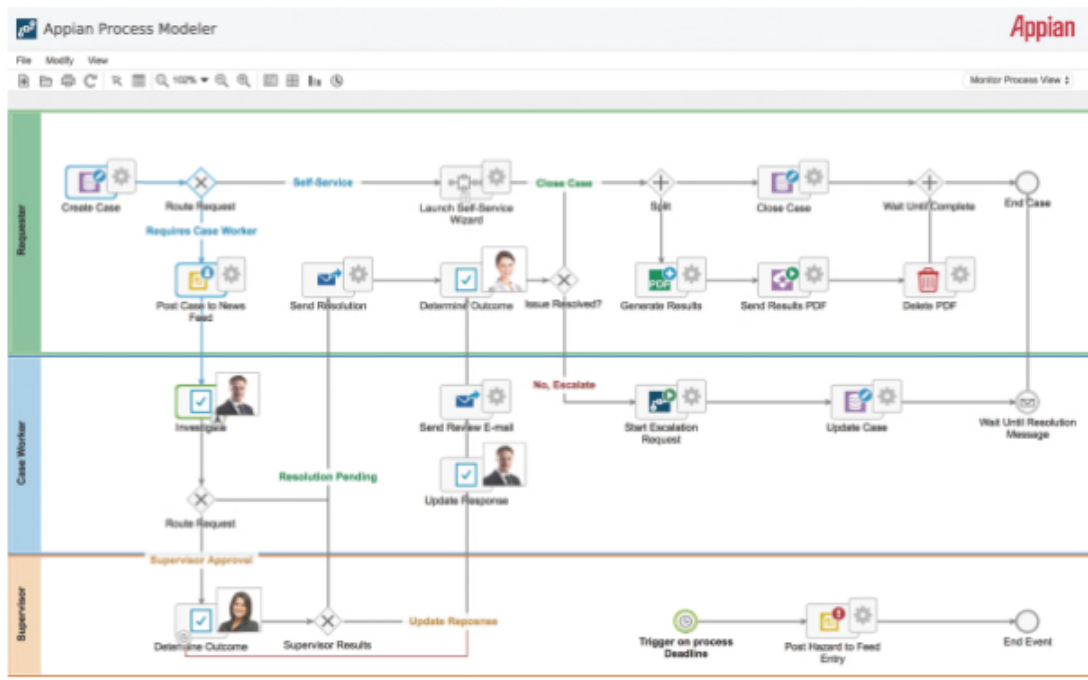 Appian Process Modeler
Appian
File Modify View
102%
Monitor Process View
Requester
Create Case
Route Request
Self-Service
Launch Self-Service
Wizard
Close Case
Split
Close Case
Wait Until Complete
End Case
Requires Case Worker
Post Case to News
Feed
Send Resolution
Determine Outcome
Issue Resolved?
PDF
Generate Results
Send Results PDF
Delete PDF
Case Worker
Investigate
No, Escalate
Send Review E-mail
Start Escalation
Request
Update Case
Wait Until Resolution
Message
Resolution Pending
Update Response
Route Request
Supervisor
Supervisor Approval
Determine Outcome
Supervisor Results
Update Reponse
Trigger on process
Deadline
Post Hazard to Feed
Entry
End Event